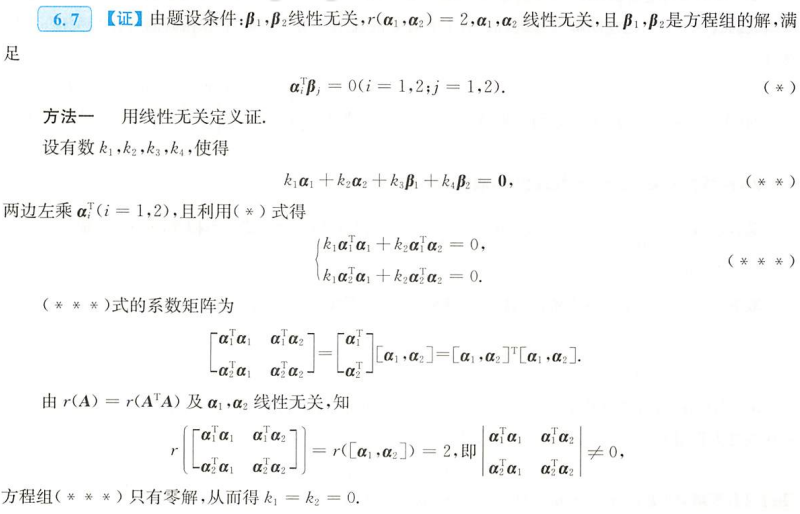 6.7 【证】由题设条件:β₁,β₂线性无关,r(α₁,α₂) = 2,α₁,α₂ 线性无关,且 β₁,β₂是方程组的解,满
足
αᵢᵀβⱼ = 0(i = 1,2;j = 1,2). (*)
方法一 用线性无关定义证.
设有数 k₁,k₂,k₃,k₄,使得
k₁α₁ + k₂α₂ + k₃β₁ + k₄β₂ = 0, (**)
两边左乘 αᵢᵀ(i = 1,2),且利用(*)式得
{ k₁α₁ᵀα₁ + k₂α₁ᵀα₂ = 0,
k₁α₂ᵀα₁ + k₂α₂ᵀα₂ = 0. (***)
(***)式的系数矩阵为
[α₁ᵀα₁ α₁ᵀα₂; α₂ᵀα₁ α₂ᵀα₂] = [α₁ᵀ; α₂ᵀ][α₁,α₂] = [α₁,α₂]ᵀ[α₁,α₂].
由 r(A) = r(AᵀA) 及 α₁,α₂ 线性无关,知
r([α₁ᵀα₁ α₁ᵀα₂; α₂ᵀα₁ α₂ᵀα₂]) = r([α₁,α₂]) = 2,即 |α₁ᵀα₁ α₁ᵀα₂; α₂ᵀα₁ α₂ᵀα₂| ≠ 0,
方程组(***)只有零解,从而得 k₁ = k₂ = 0.